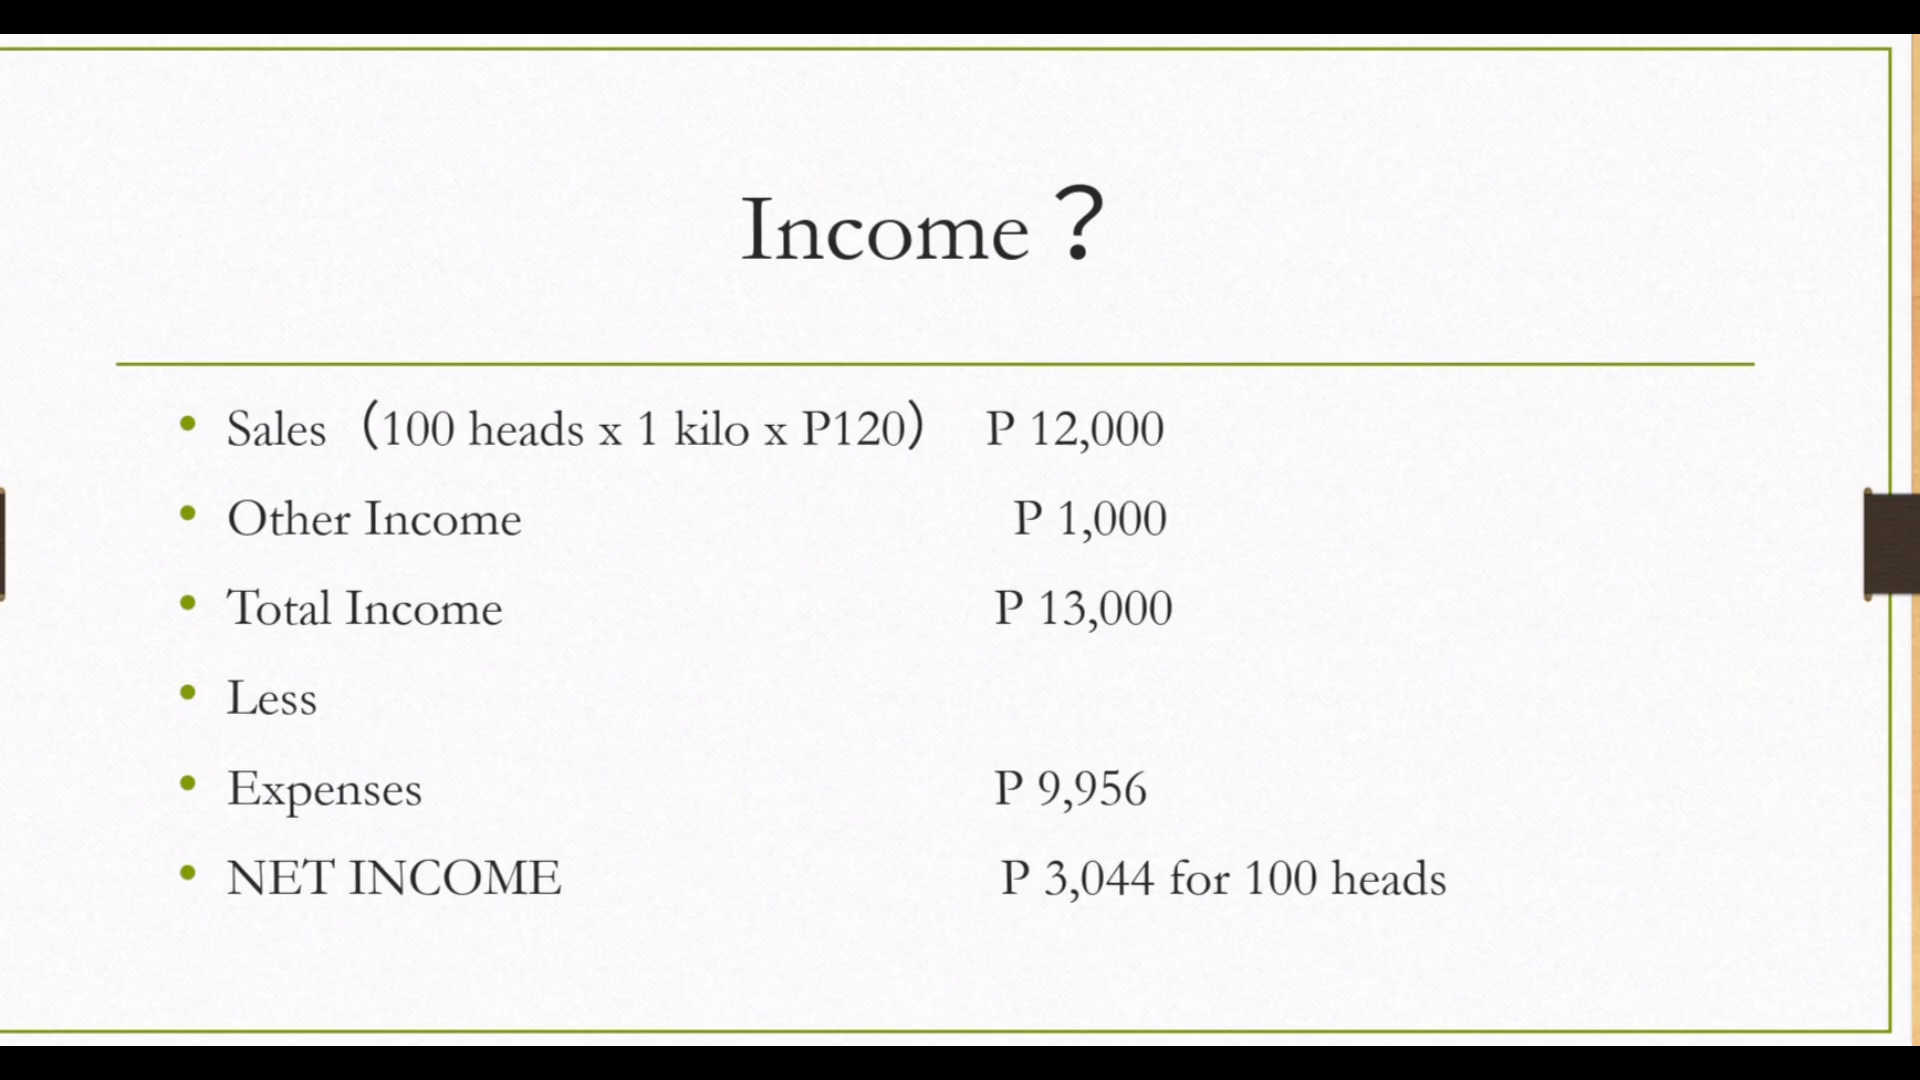 Income？
• Sales（100 heads x 1 kilo x P120） P 12,000
• Other Income P 1,000
• Total Income P 13,000
• Less
• Expenses P 9,956
• NET INCOME P 3,044 for 100 heads